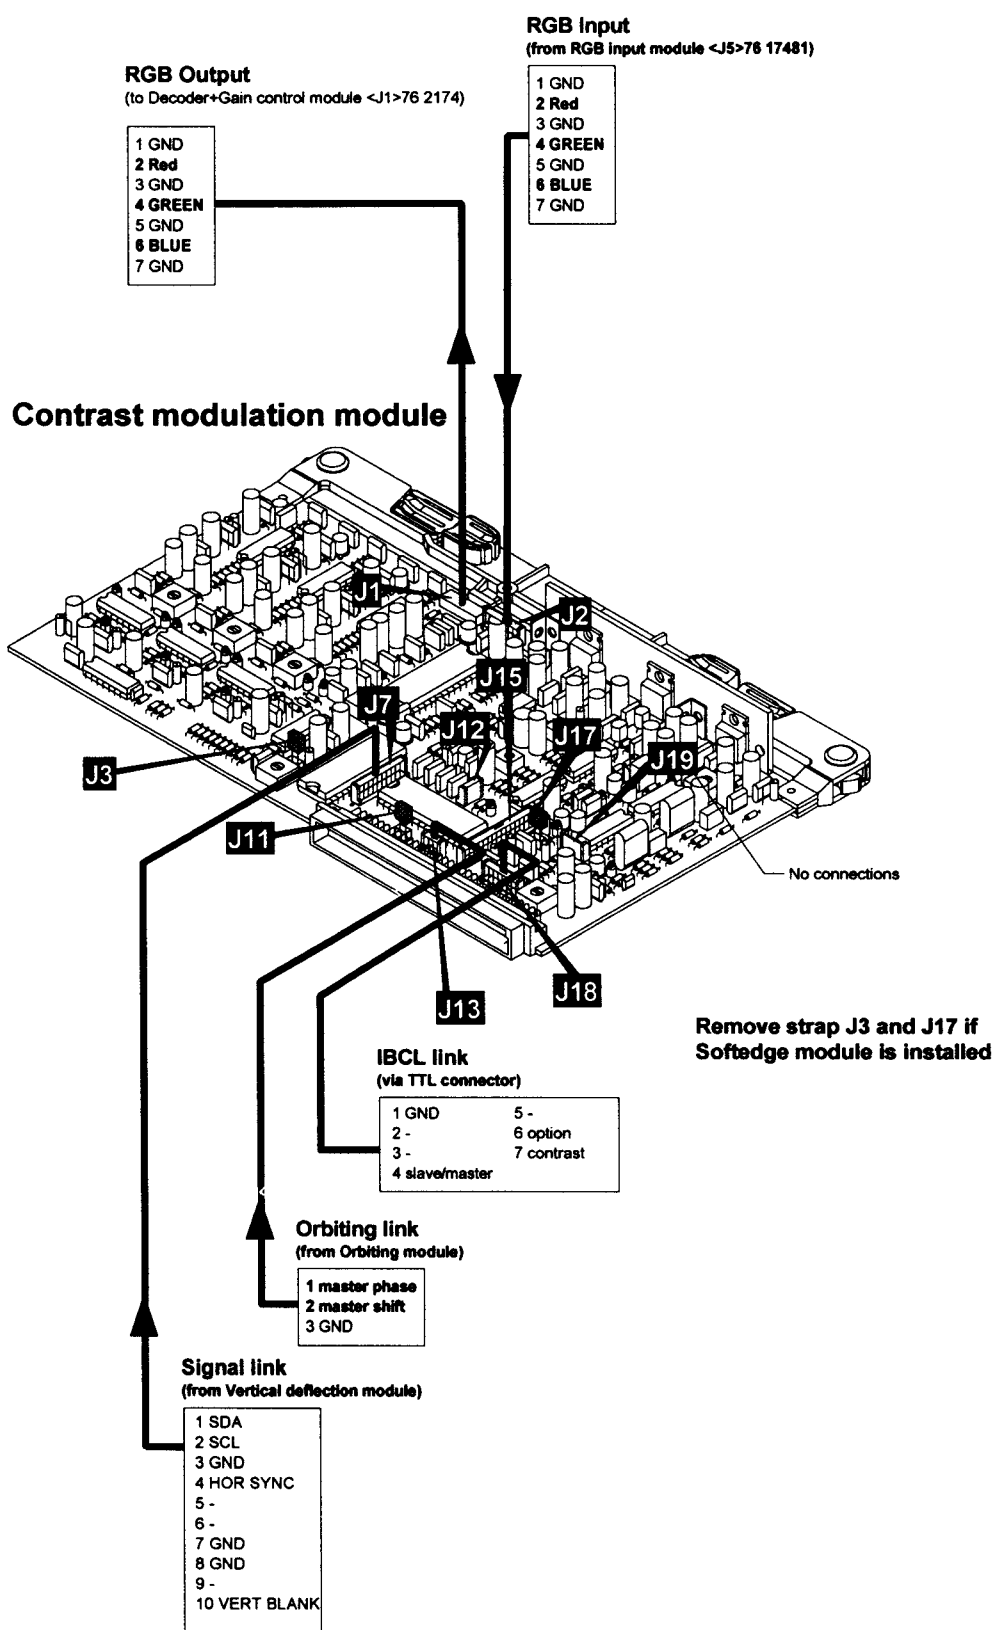 RGB Input
(from RGB input module <J5>76 17481)
1 GND
2 Red
3 GND
4 GREEN
5 GND
6 BLUE
7 GND
RGB Output
(to Decoder+Gain control module <J1>76 2174)
1 GND
2 Red
3 GND
4 GREEN
5 GND
6 BLUE
7 GND
Contrast modulation module
J1
J2
J15
J7
J12
J17
J19
J3
J11
No connections
J18
J13
Remove strap J3 and J17 if
Softedge module is installed
IBCL link
(via TTL connector)
1 GND
2 -
3 -
4 slave/master
5 -
6 option
7 contrast
Orbiting link
(from Orbiting module)
1 master phase
2 master shift
3 GND
Signal link
(from Vertical deflection module)
1 SDA
2 SCL
3 GND
4 HOR SYNC
5 -
6 -
7 GND
8 GND
9 -
10 VERT BLANK